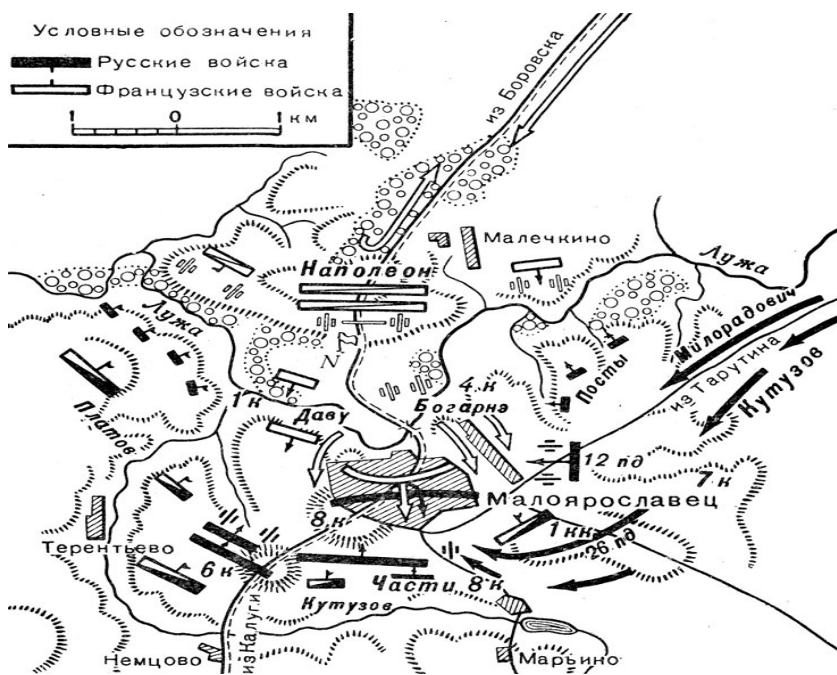 Условные обозначения
Русские войска
Французские войска
1 0 1 км
из Боровска
Малечкино
Лужа
Наполеон
Лужа
Милорадович
из Тарутина
Посты
Кутузов
Платов
1 к
Даву
Богарнэ
4 к
12 пд
7 к
Малоярославец
8 к
1 кк
26 пд
Терентьево
6 к
Части 8 к
Кутузов
из Калуги
Немцово
Марьино